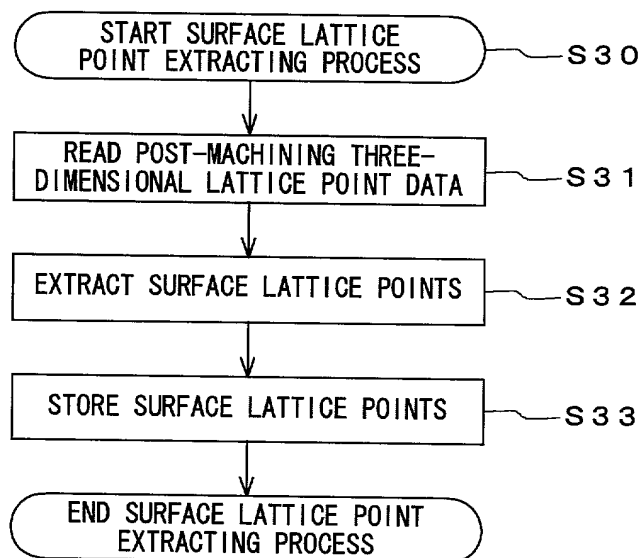 START SURFACE LATTICE
POINT EXTRACTING PROCESS
S30
READ POST-MACHINING THREE-
DIMENSIONAL LATTICE POINT DATA
S31
EXTRACT SURFACE LATTICE POINTS
S32
STORE SURFACE LATTICE POINTS
S33
END SURFACE LATTICE POINT
EXTRACTING PROCESS